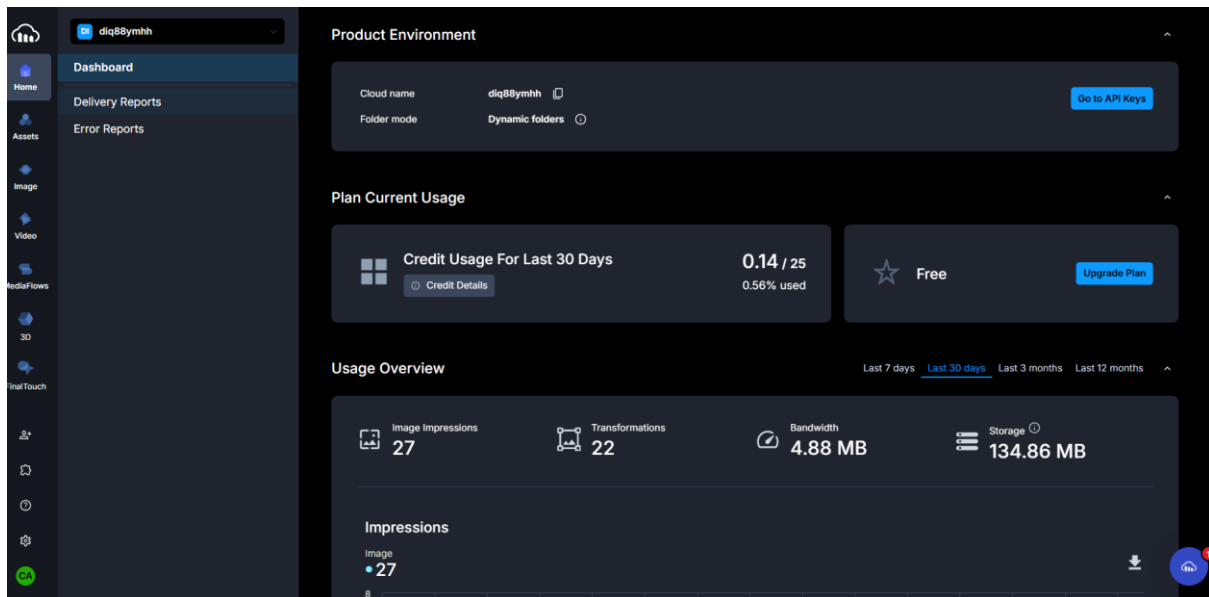 DI diq88ymhh
Dashboard
Delivery Reports
Error Reports
Home
Assets
Image
Video
MediaFlows
3D
FinalTouch
CA
Product Environment
Cloud name diq88ymhh
Folder mode Dynamic folders
Go to API Keys
Plan Current Usage
Credit Usage For Last 30 Days
Credit Details
0.14 / 25
0.56% used
Free
Upgrade Plan
Usage Overview
Last 7 days Last 30 days Last 3 months Last 12 months
Image Impressions
27
Transformations
22
Bandwidth
4.88 MB
Storage
134.86 MB
Impressions
Image
27
8